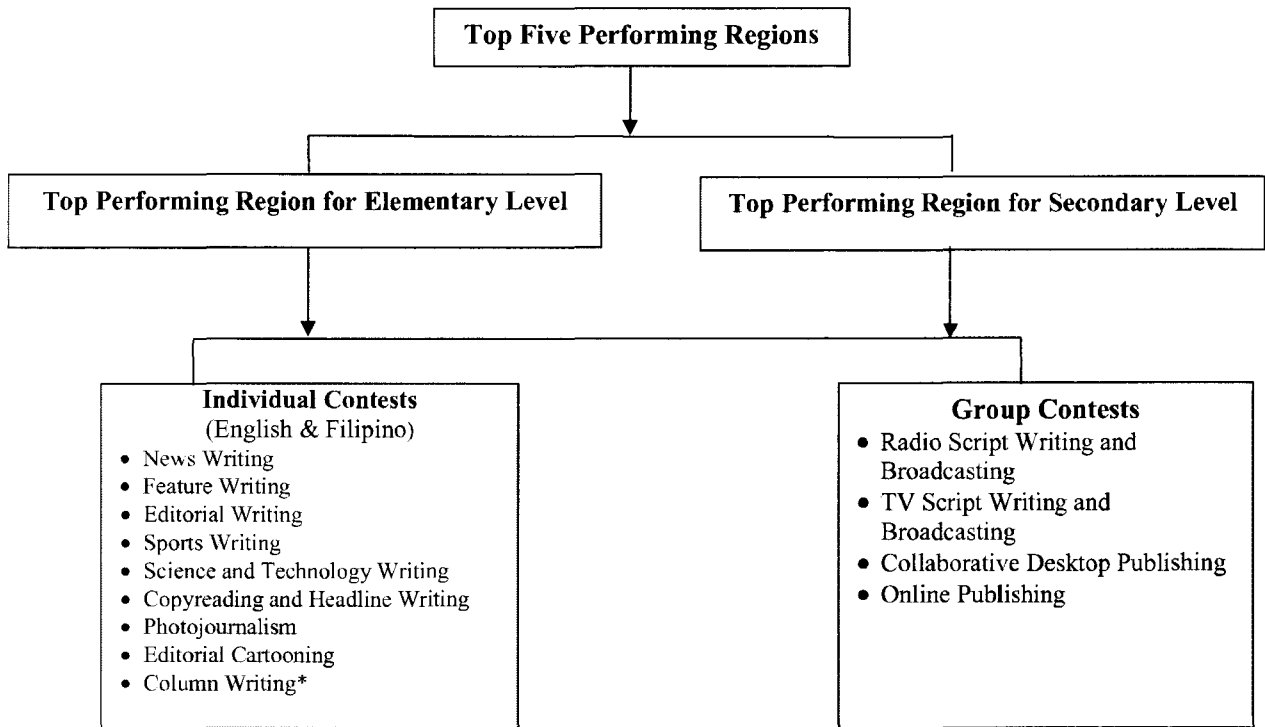 Top Five Performing Regions
Top Performing Region for Elementary Level
Top Performing Region for Secondary Level
Individual Contests
(English & Filipino)
• News Writing
• Feature Writing
• Editorial Writing
• Sports Writing
• Science and Technology Writing
• Copyreading and Headline Writing
• Photojournalism
• Editorial Cartooning
• Column Writing*
Group Contests
• Radio Script Writing and
Broadcasting
• TV Script Writing and
Broadcasting
• Collaborative Desktop Publishing
• Online Publishing